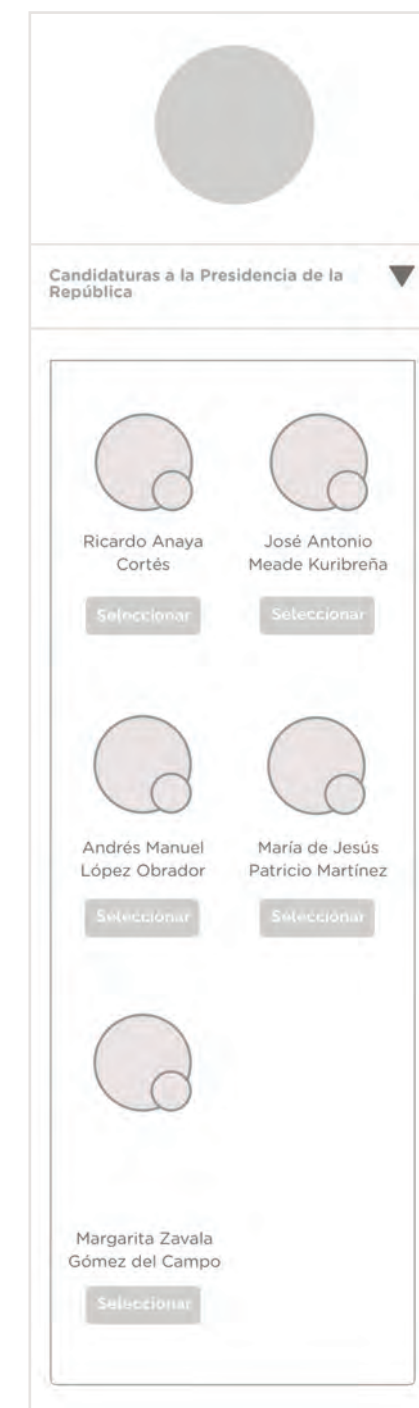 Candidaturas a la Presidencia de la
República
Ricardo Anaya
Cortés
Seleccionar
José Antonio
Meade Kuribreña
Seleccionar
Andrés Manuel
López Obrador
Seleccionar
María de Jesús
Patricio Martínez
Seleccionar
Margarita Zavala
Gómez del Campo
Seleccionar